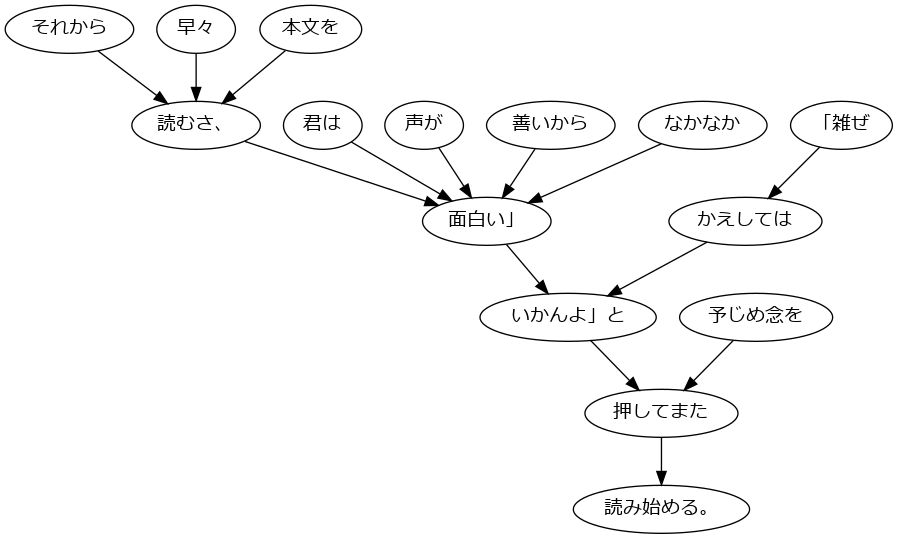 それから
早々
本文を
読むさ、
君は
声が
善いから
なかなか
「雑ぜ
面白い」
かえしては
いかんよ」と
予じめ念を
押してまた
読み始める。